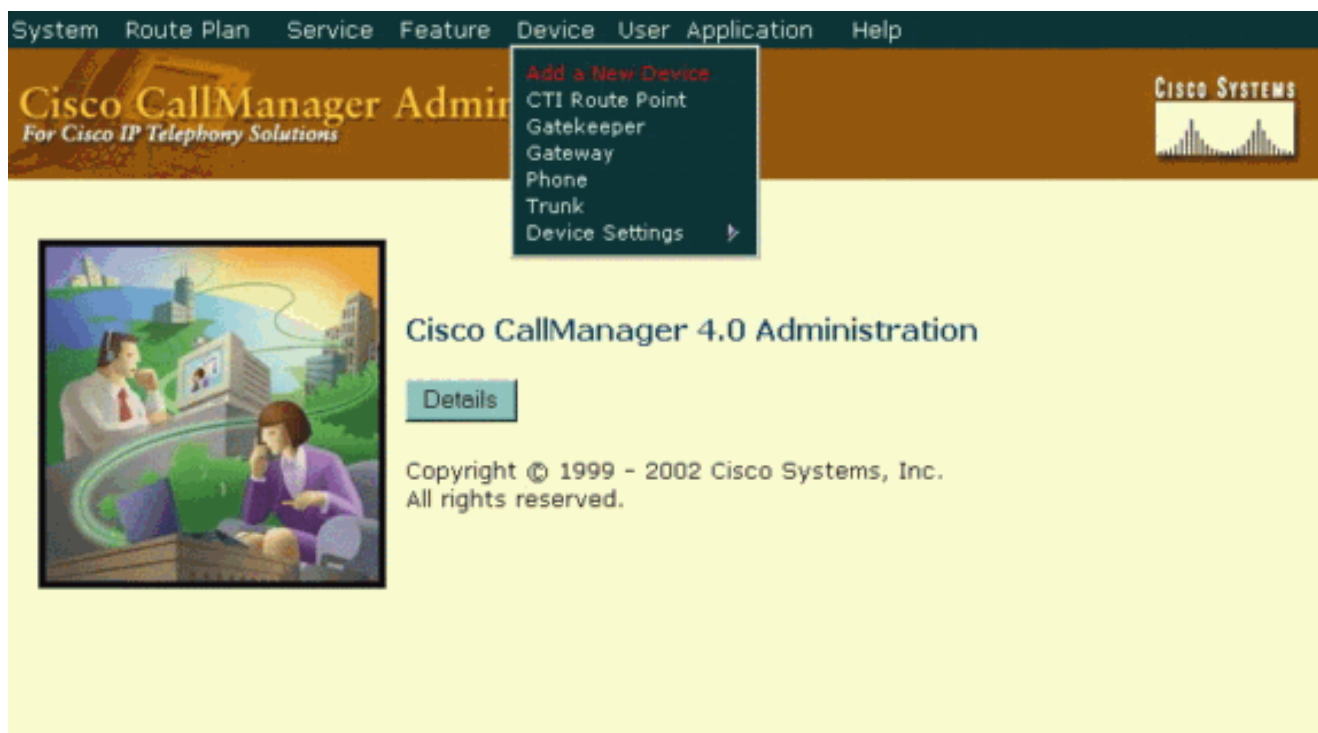 System Route Plan Service Feature Device User Application Help
Cisco CallManager Admin
For Cisco IP Telephony Solutions
Add a New Device
CTI Route Point
Gatekeeper
Gateway
Phone
Trunk
Device Settings
CISCO SYSTEMS
Cisco CallManager 4.0 Administration
Details
Copyright © 1999 - 2002 Cisco Systems, Inc.
All rights reserved.